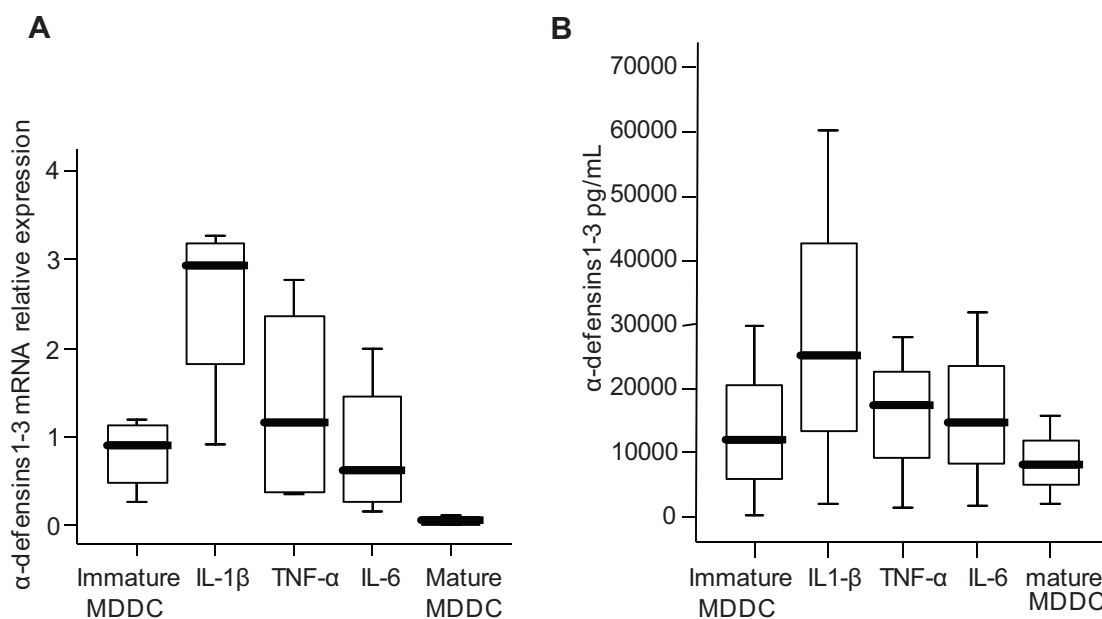 A
α-defensins1-3 mRNA relative expression
4
3
2
1
0
Immature
MDDC
IL-1β
TNF-α
IL-6
Mature
MDDC
B
α-defensins1-3 pg/mL
70000
60000
50000
40000
30000
20000
10000
0
Immature
MDDC
IL1-β
TNF-α
IL-6
mature
MDDC